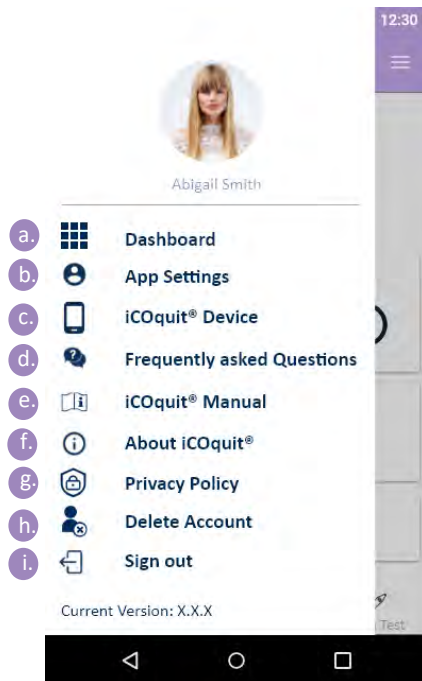 12:30
Abigail Smith
a. Dashboard
b. App Settings
c. iCOquit® Device
d. Frequently asked Questions
e. iCOquit® Manual
f. About iCOquit®
g. Privacy Policy
h. Delete Account
i. Sign out
Current Version: X.X.X
Test